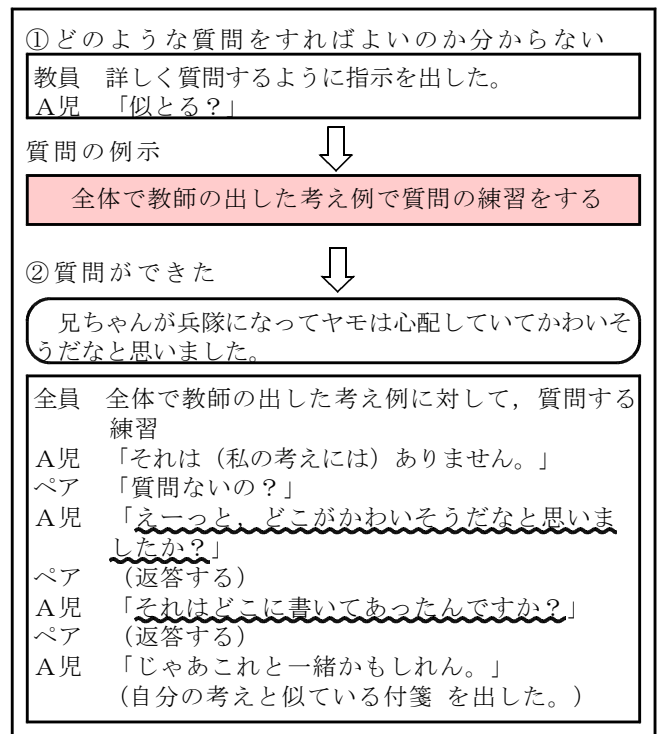 ①どのような質問をすればよいのか分からない
教員　詳しく質問するように指示を出した。
Ａ児　「似とる？」
質問の例示
全体で教師の出した考え例で質問の練習をする
②質問ができた
　兄ちゃんが兵隊になってヤモは心配していてかわいそ
うだなと思いました。
全員　全体で教師の出した考え例に対して，質問する
練習
Ａ児　「それは（私の考えには）ありません。」
ペア　「質問ないの？」
Ａ児　「えーっと，どこがかわいそうだなと思いま
したか？」
ペア　（返答する）
Ａ児　「それはどこに書いてあったんですか？」
ペア　（返答する）
Ａ児　「じゃあこれと一緒かもしれん。」
（自分の考えと似ている付箋 を出した。）